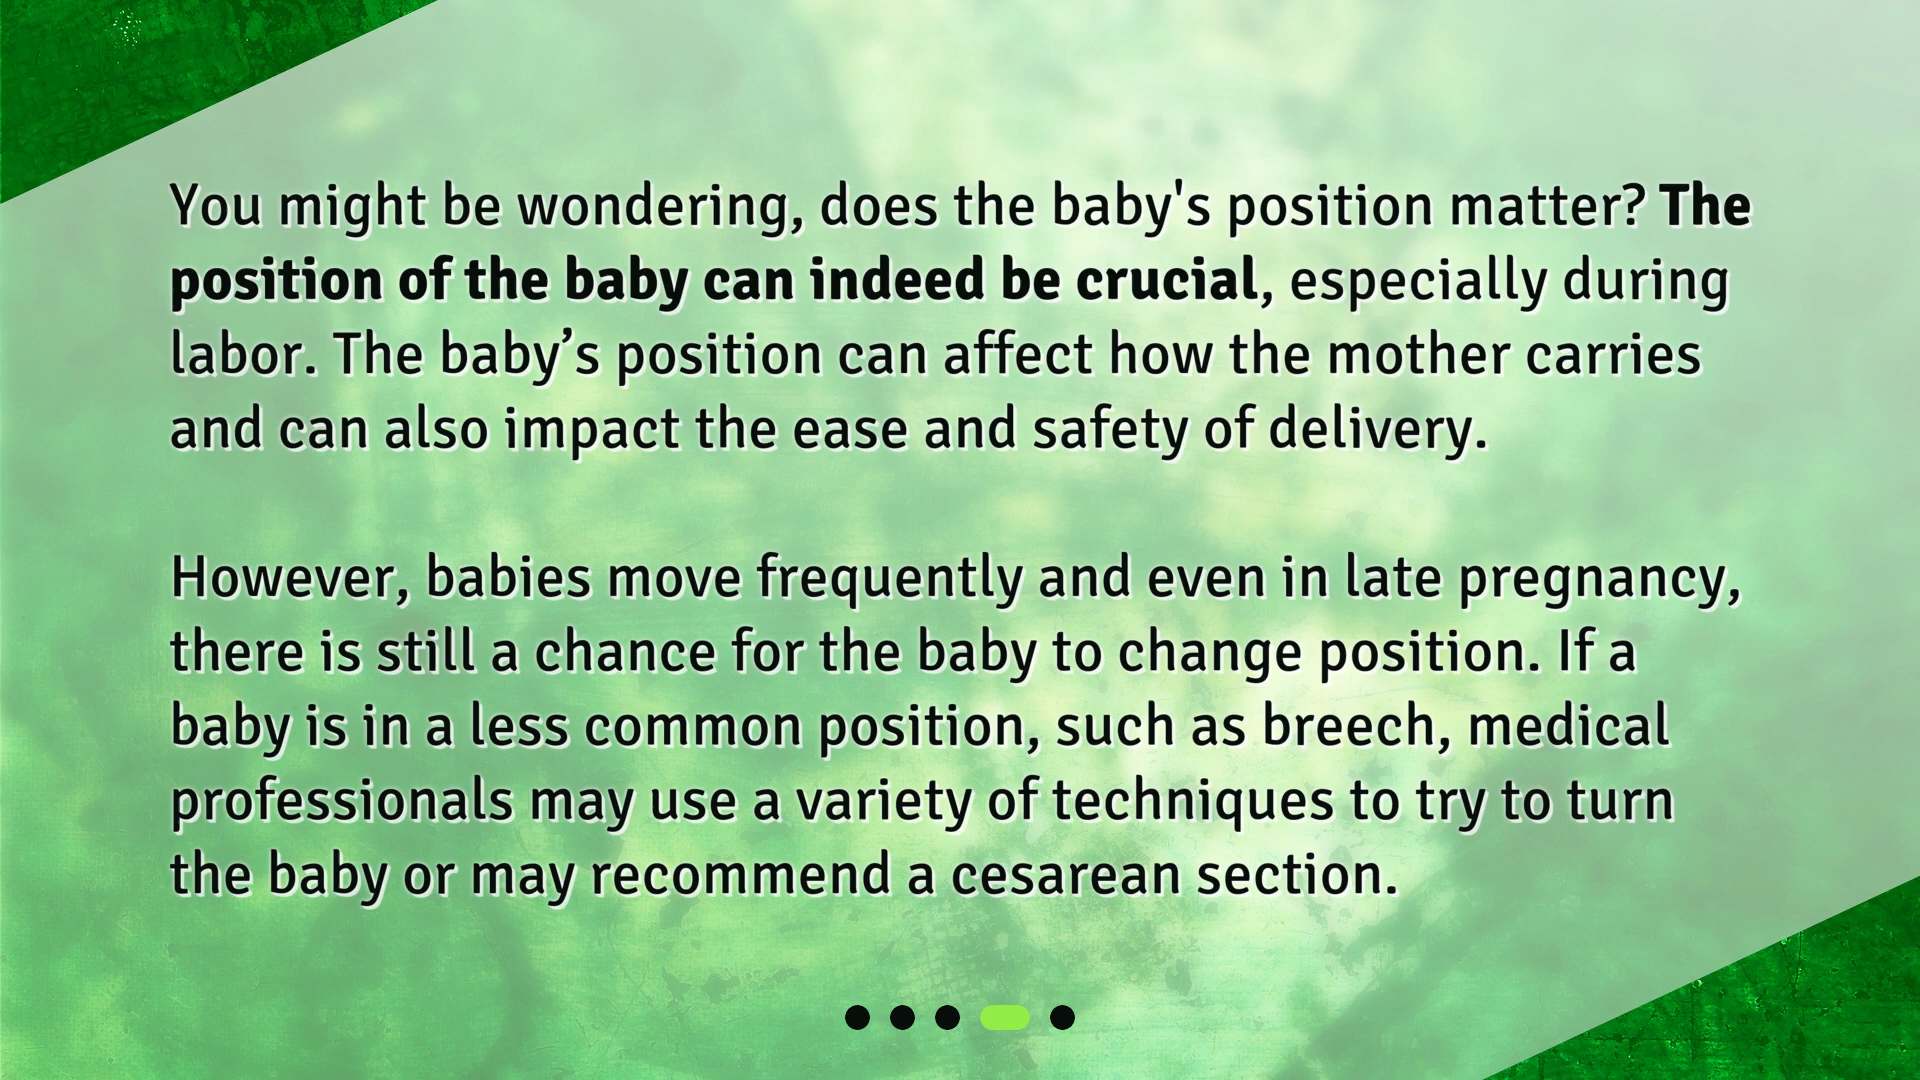 You might be wondering, does the baby's position matter? The
position of the baby can indeed be crucial, especially during
labor. The baby’s position can affect how the mother carries
and can also impact the ease and safety of delivery.
However, babies move frequently and even in late pregnancy,
there is still a chance for the baby to change position. If a
baby is in a less common position, such as breech, medical
professionals may use a variety of techniques to try to turn
the baby or may recommend a cesarean section.